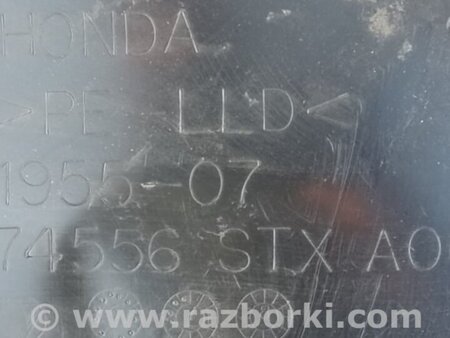 HONDA
>PE LLD<
1955-07
74556 STX A0
© www.razborki.com